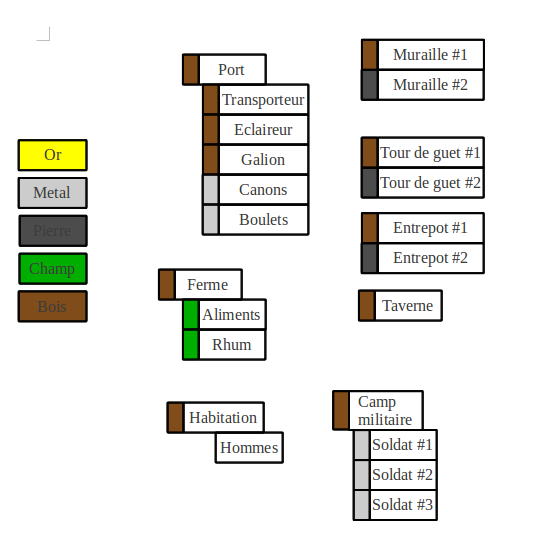 Or
Metal
Pierre
Champ
Bois
Port
Transporteur
Eclaireur
Galion
Canons
Boulets
Ferme
Aliments
Rhum
Habitation
Hommes
Muraille #1
Muraille #2
Tour de guet #1
Tour de guet #2
Entrepot #1
Entrepot #2
Taverne
Camp
militaire
Soldat #1
Soldat #2
Soldat #3